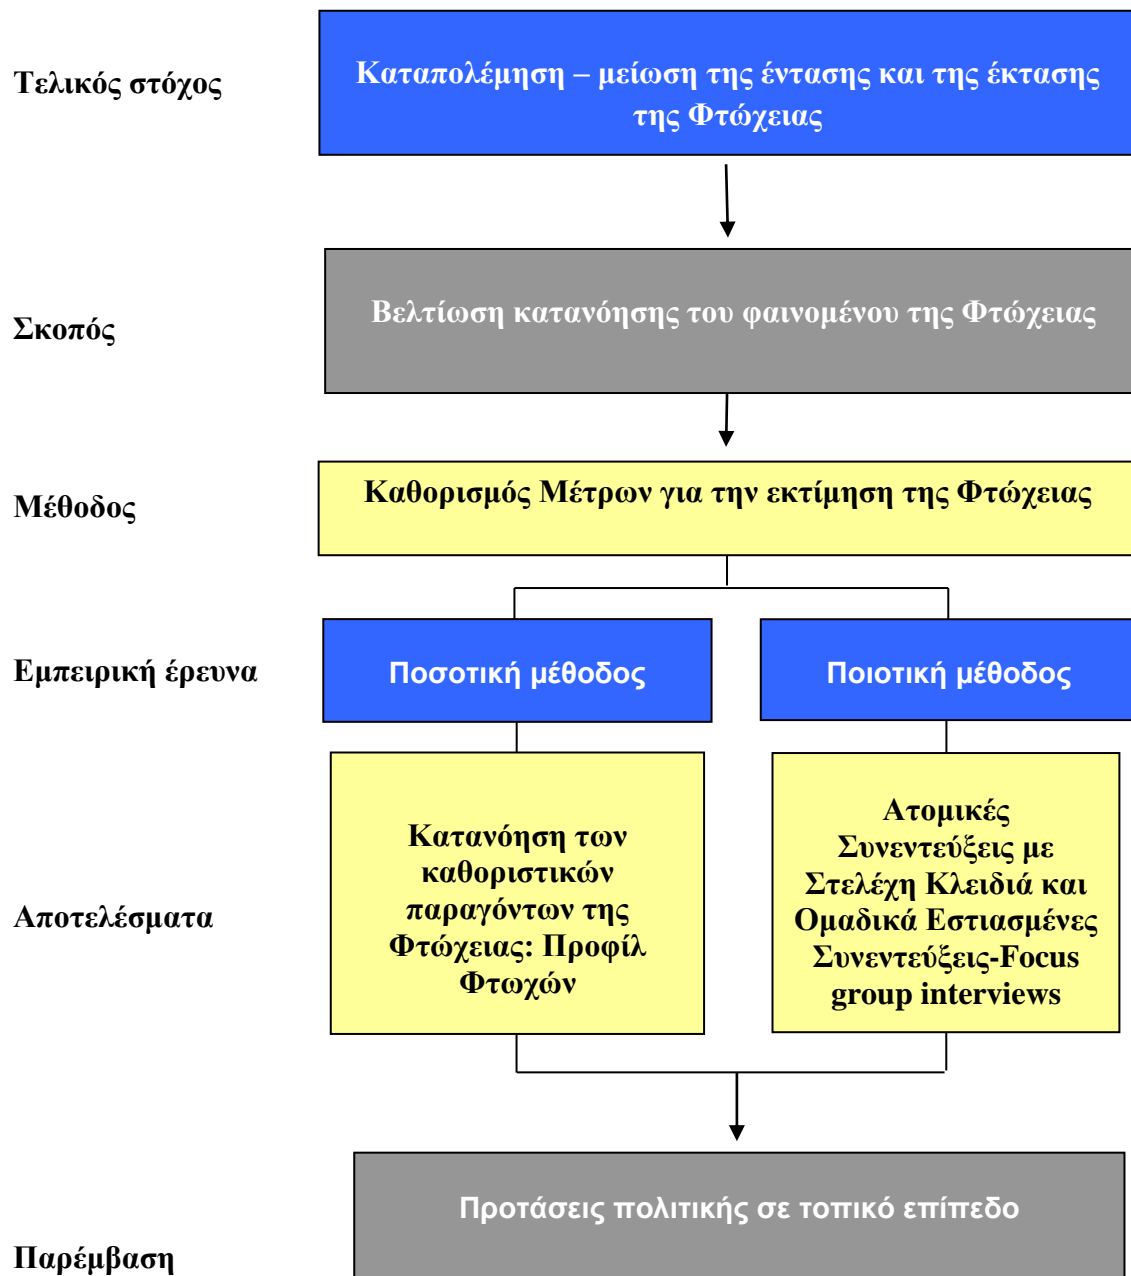 Τελικός στόχος
Καταπολέμηση – μείωση της έντασης και της έκτασης
της Φτώχειας
Σκοπός
Βελτίωση κατανόησης του φαινομένου της Φτώχειας
Μέθοδος
Καθορισμός Μέτρων για την εκτίμηση της Φτώχειας
Εμπειρική έρευνα
Ποσοτική μέθοδος
Ποιοτική μέθοδος
Αποτελέσματα
Κατανόηση των
καθοριστικών
παραγόντων της
Φτώχειας: Προφίλ
Φτωχών
Ατομικές
Συνεντεύξεις με
Στελέχη Κλειδιά και
Ομαδικά Εστιασμένες
Συνεντεύξεις-Focus
group interviews
Προτάσεις πολιτικής σε τοπικό επίπεδο
Παρέμβαση